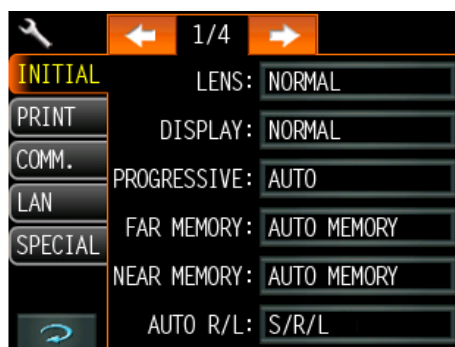 1/4
INITIAL
PRINT
COMM.
LAN
SPECIAL
LENS: NORMAL
DISPLAY: NORMAL
PROGRESSIVE: AUTO
FAR MEMORY: AUTO MEMORY
NEAR MEMORY: AUTO MEMORY
AUTO R/L: S/R/L